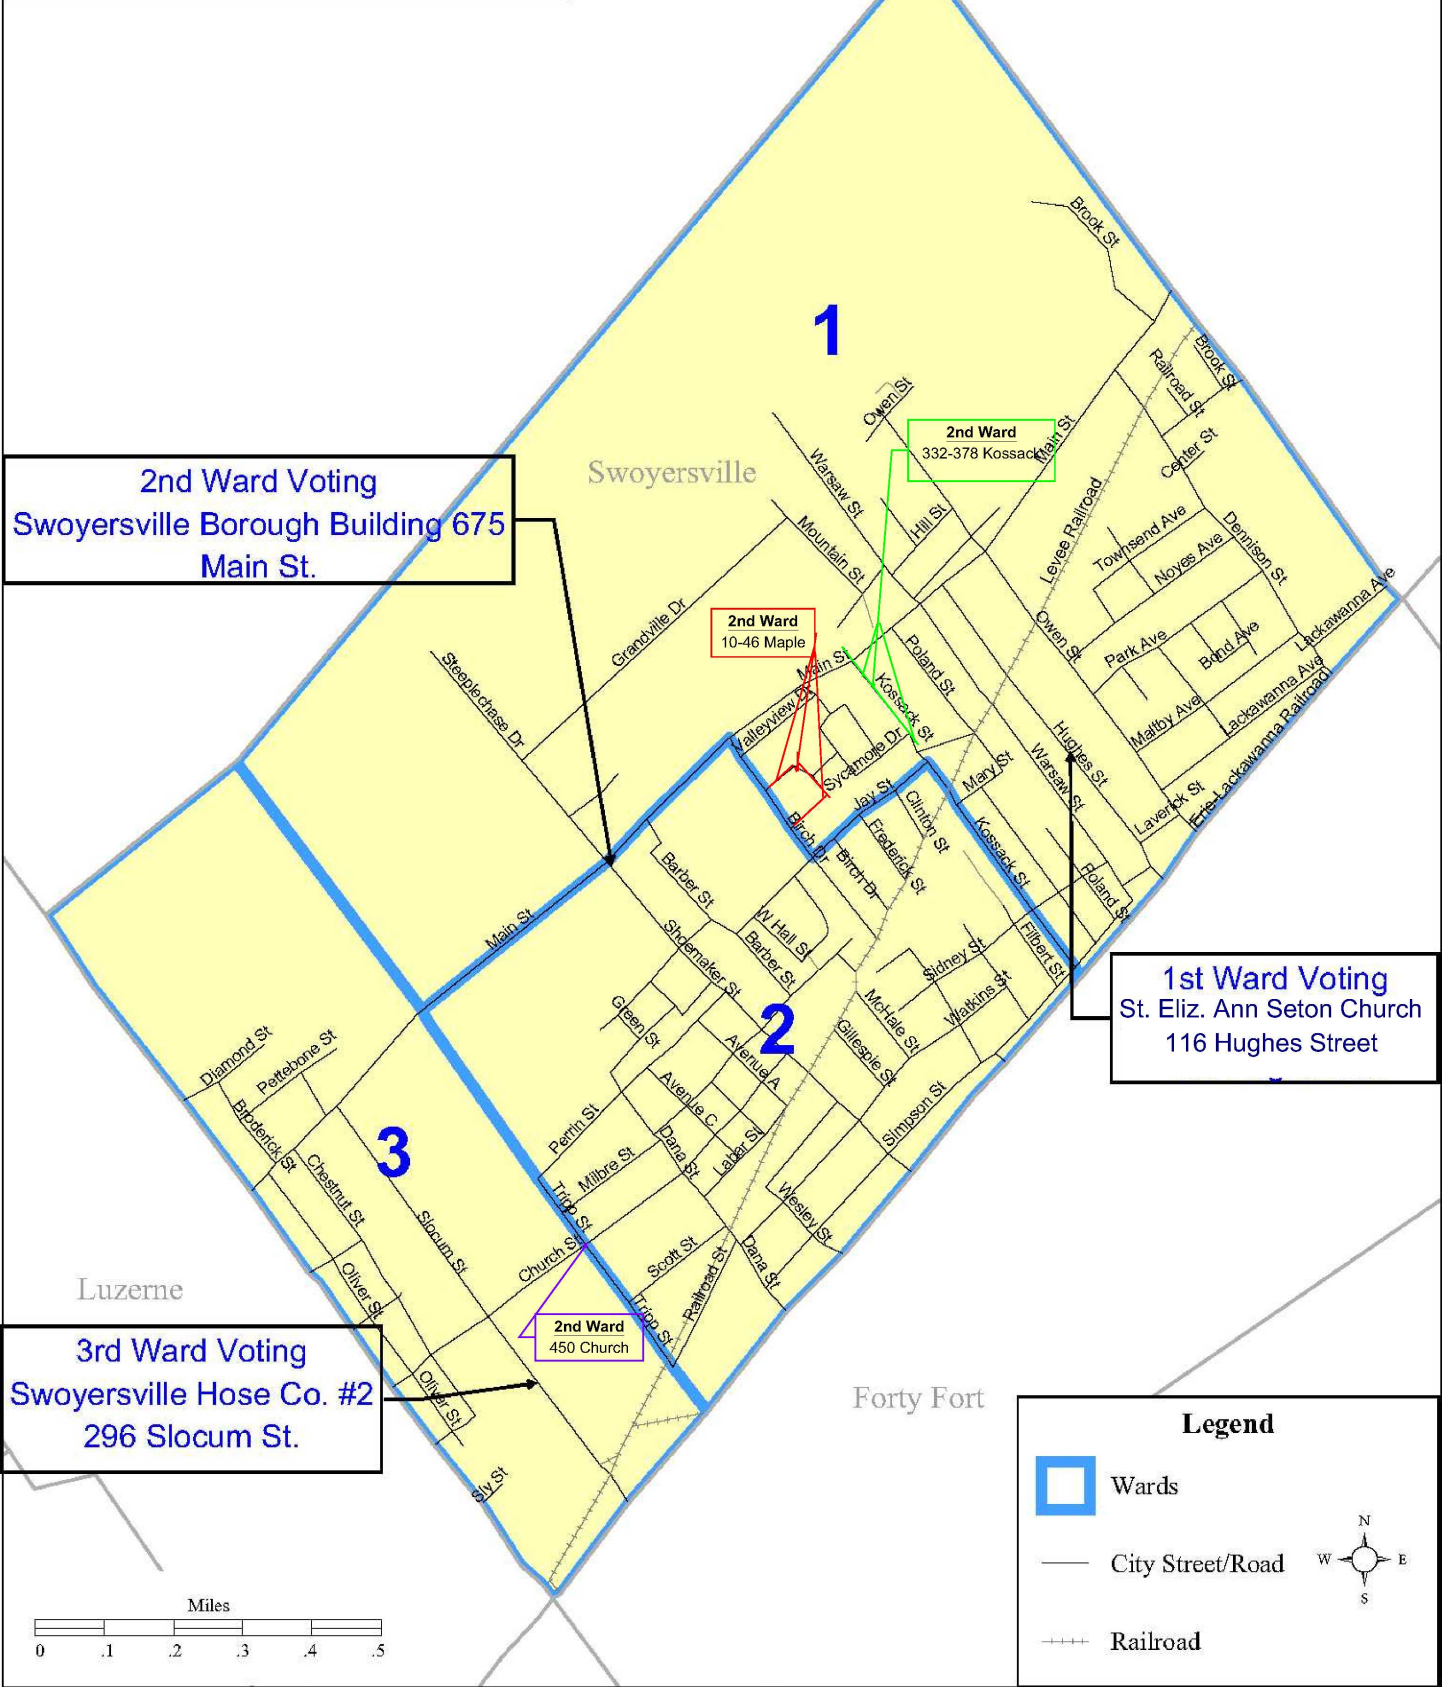 Brook St
1
Brook St
Railroad St
Owen St
2nd Ward
332-378 Kossack
Main St
Center St
2nd Ward Voting
Swoyersville Borough Building 675
Main St.
Swoyersville
Warsaw St
Hill St
Levee Railroad
Townsend Ave
Dennison St
Mountain St
Noyes Ave
Lackawanna Ave
Grandville Dr
2nd Ward
10-46 Maple
Owen St
Park Ave
Bond Ave
Steeplechase Dr
Main St
Poland St
Valleyview Dr
Kossack St
Maltby Ave
Lackawanna Ave
Erie-Lackawanna Railroad
Sycamore Dr
Hughes St
Warsaw St
Mary St
Jay St
Clinton St
Laverick St
Birch Dr
Birch Dr
Frederick St
Kossack St
Barber St
Poland St
Main St
Shoemaker St
W Hall St
Barber St
Sidney St
Filbert St
1st Ward Voting
St. Eliz. Ann Seton Church
116 Hughes Street
Green St
2
McHale St
Watkins St
Gillespie St
Diamond St
Pettebone St
Avenue A
Avenue C
Simpson St
Broderick St
3
Perrin St
Labar St
Dana St
Milbre St
Chestnut St
Tripp St
Wesley St
Slocum St
Church St
Scott St
Dana St
Luzerne
Oliver St
Railroad St
Tripp St
2nd Ward
450 Church
3rd Ward Voting
Swoyersville Hose Co. #2
296 Slocum St.
Oliver St
Forty Fort
Sly St
Legend
Wards
City Street/Road
Railroad
N
W
E
S
Miles
0 .1 .2 .3 .4 .5